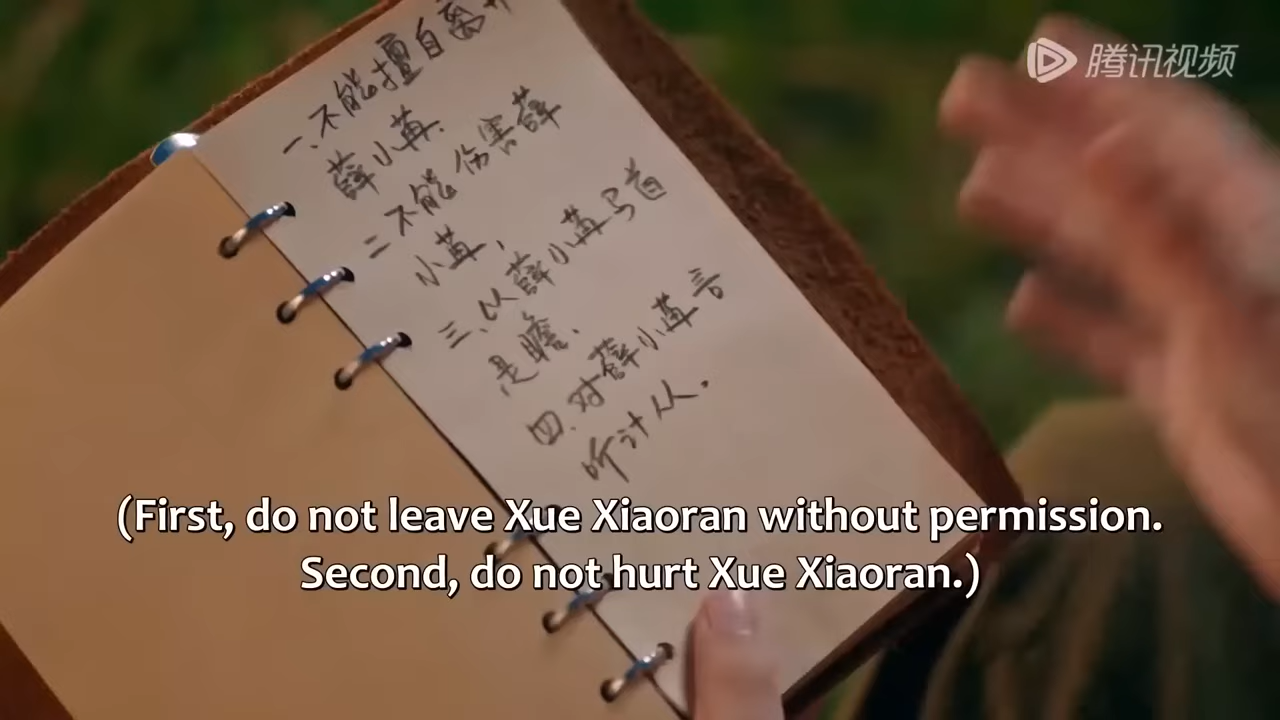 腾讯视频
一.不能擅自离开
薛小苒.
二不能伤害薛
小苒,
三、以薛小苒马首
是瞻.
四.对薛小苒言
听计从.
(First, do not leave Xue Xiaoran without permission.
Second, do not hurt Xue Xiaoran.)